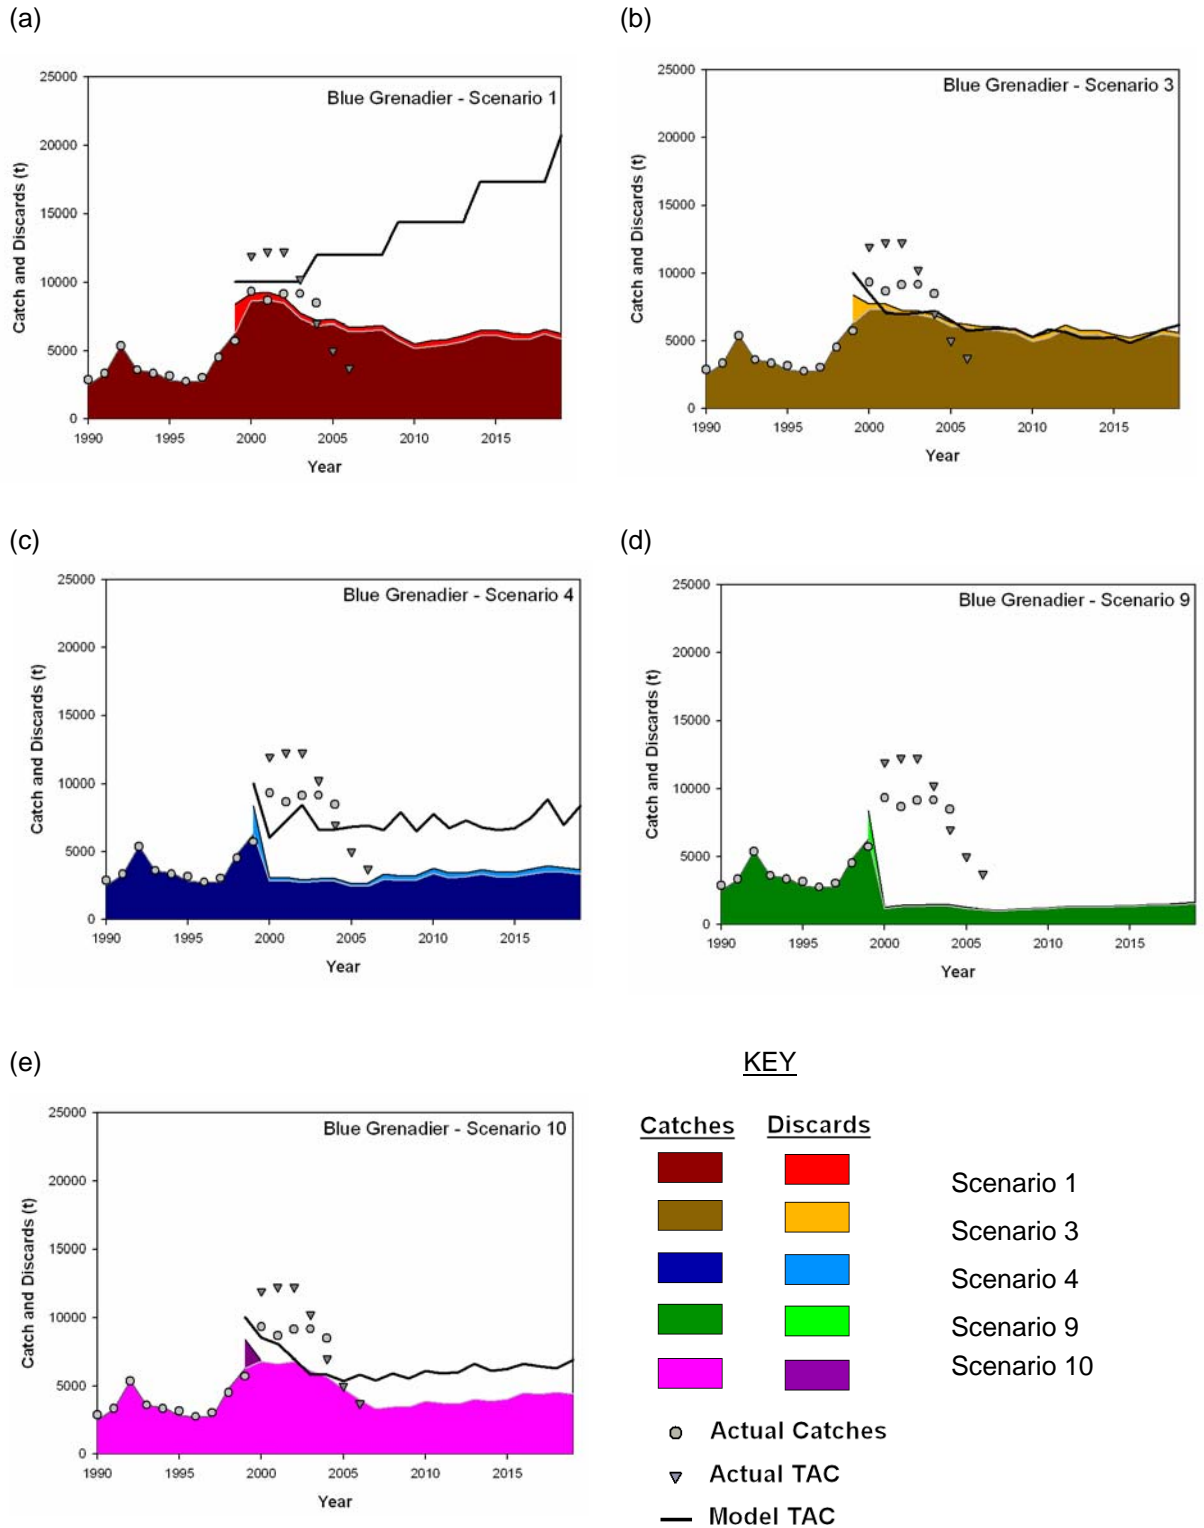 (a)
(b)
25000
20000
15000
10000
5000
0
Catch and Discards (t)
Blue Grenadier - Scenario 1
1990
1995
2000
2005
2010
2015
Year
25000
20000
15000
10000
5000
0
Catch and Discards (t)
Blue Grenadier - Scenario 3
1990
1995
2000
2005
2010
2015
Year
(c)
(d)
25000
20000
15000
10000
5000
0
Catch and Discards (t)
Blue Grenadier - Scenario 4
1990
1995
2000
2005
2010
2015
Year
25000
20000
15000
10000
5000
0
Catch and Discards (t)
Blue Grenadier - Scenario 9
1990
1995
2000
2005
2010
2015
Year
(e)
25000
20000
15000
10000
5000
0
Catch and Discards (t)
Blue Grenadier - Scenario 10
1990
1995
2000
2005
2010
2015
Year
KEY
Catches Discards
Scenario 1
Scenario 3
Scenario 4
Scenario 9
Scenario 10
Actual Catches
Actual TAC
Model TAC